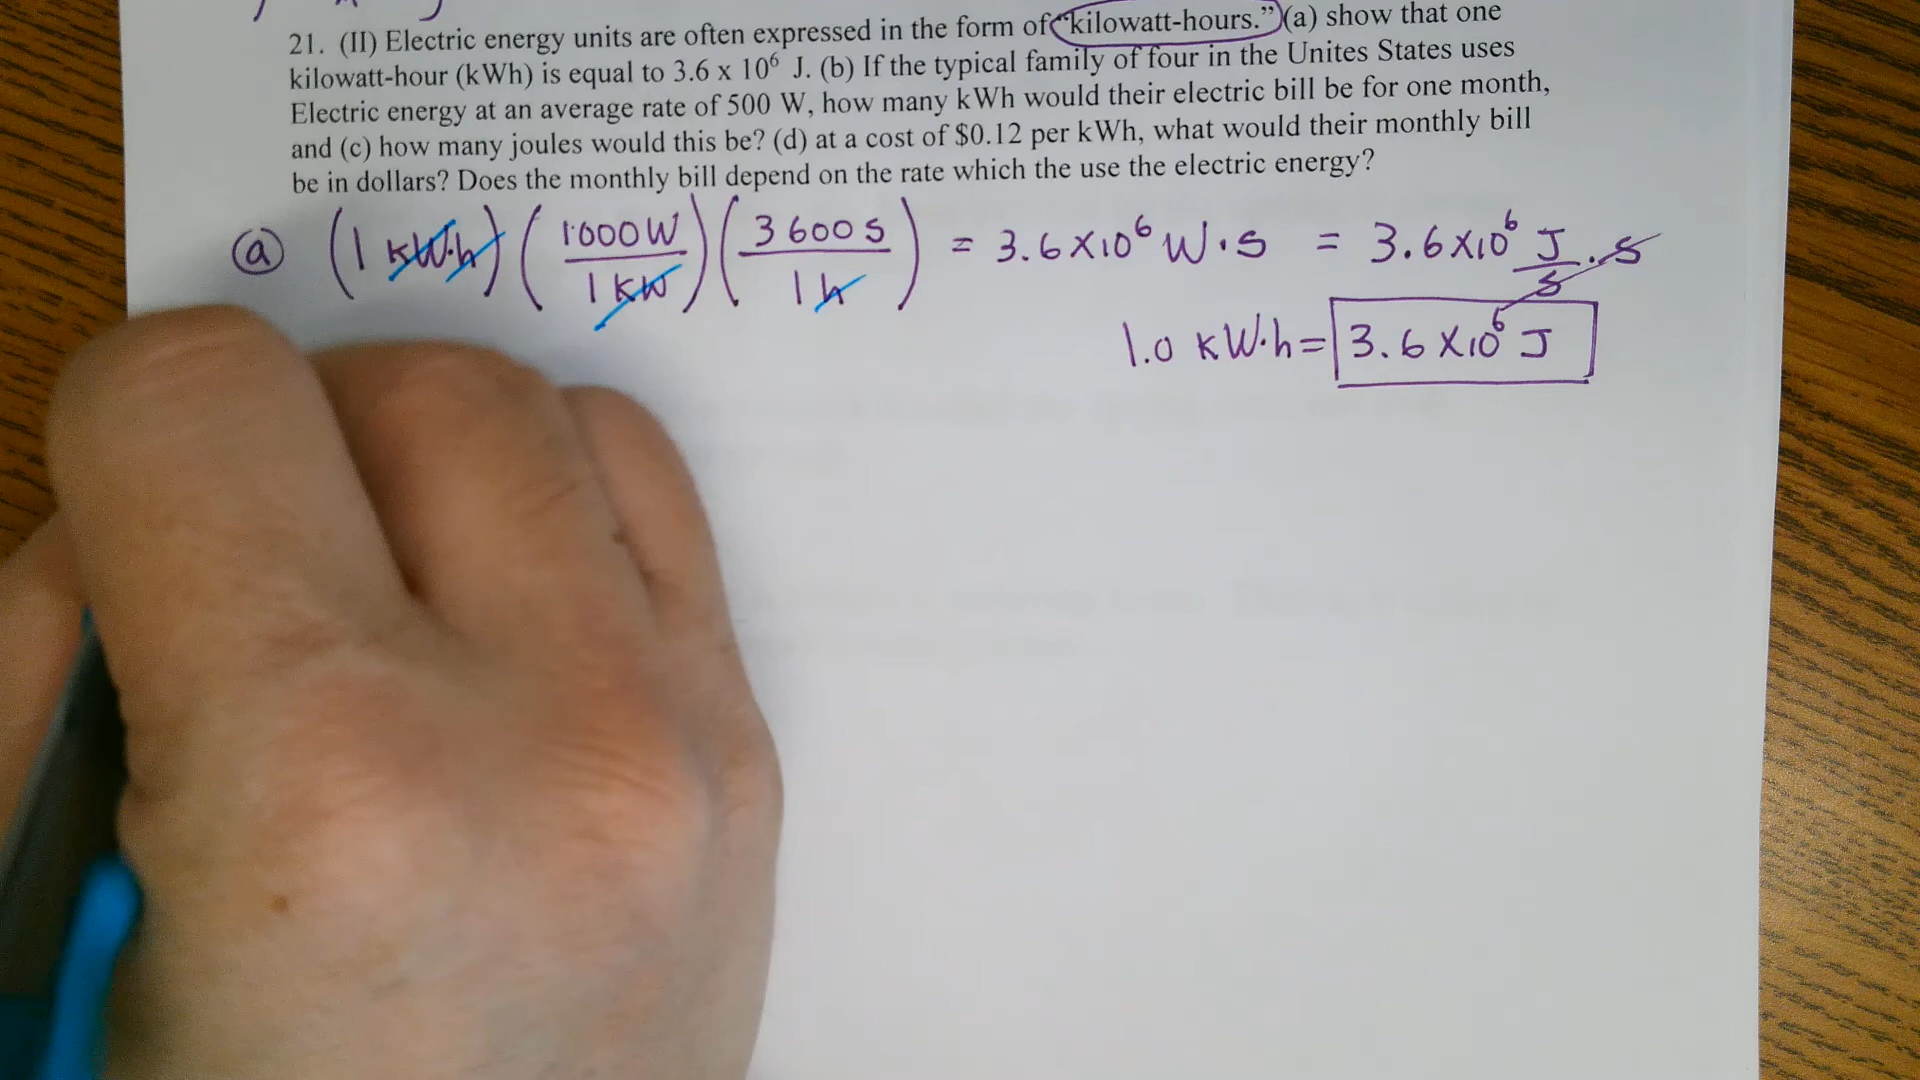 21. (II) Electric energy units are often expressed in the form of “kilowatt-hours.” (a) show that one
kilowatt-hour (kWh) is equal to 3.6 x 10⁶ J. (b) If the typical family of four in the Unites States uses
Electric energy at an average rate of 500 W, how many kWh would their electric bill be for one month,
and (c) how many joules would this be? (d) at a cost of $0.12 per kWh, what would their monthly bill
be in dollars? Does the monthly bill depend on the rate which the use the electric energy?
ⓐ (1 kW·h) (1000W / 1 kW) (3600 s / 1 h) = 3.6 X10⁶ W·s = 3.6 X10⁶ J/s · s
1.0 kW·h = 3.6 X10⁶ J